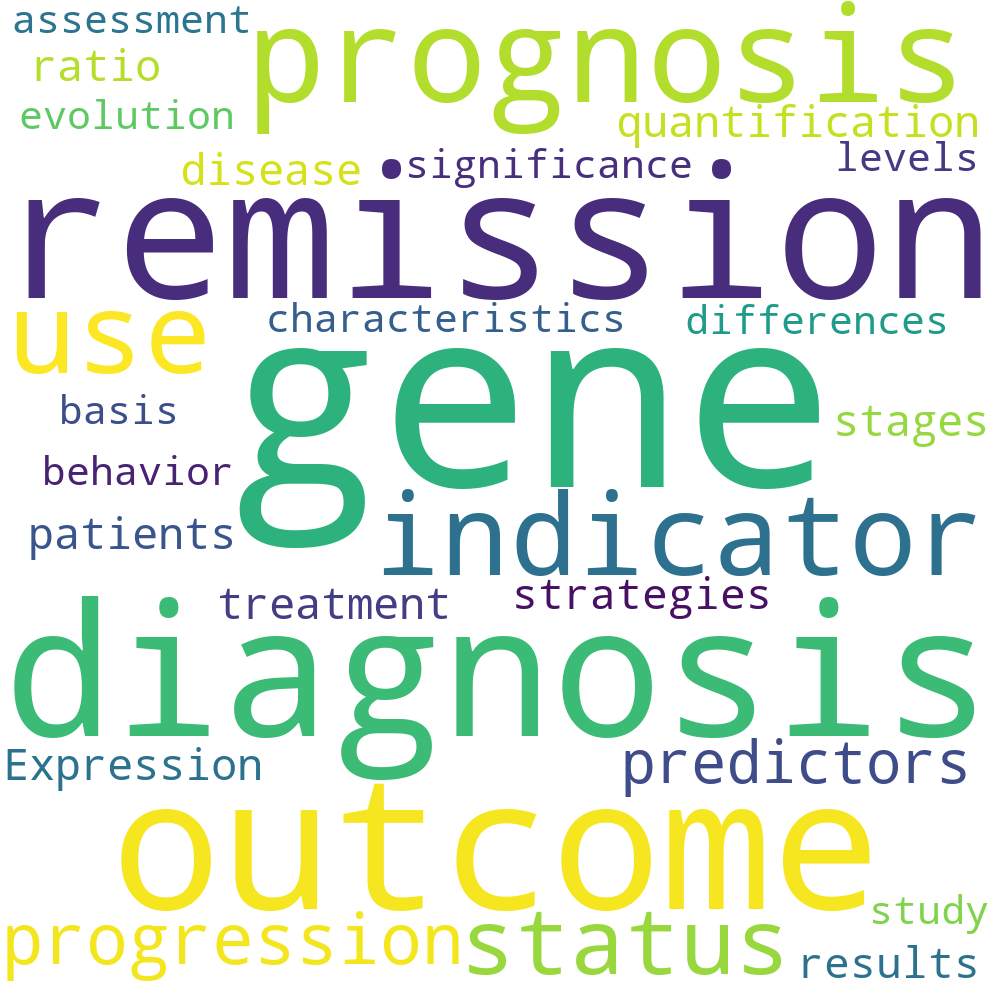 assessment
prognosis
ratio
evolution
quantification
disease
significance
levels
remission
use
characteristics
differences
gene
basis
stages
behavior
indicator
patients
treatment
strategies
diagnosis
Expression
predictors
outcome
progression
status
study
results